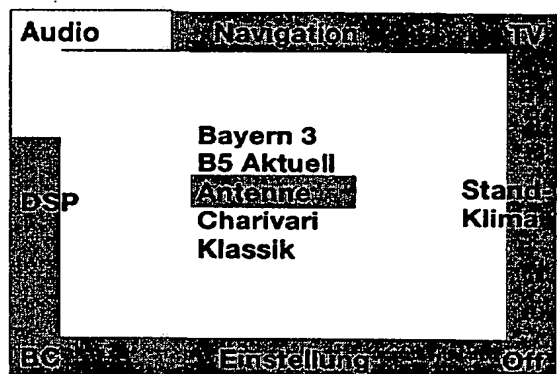 Audio Navigation TV
Bayern 3
B5 Aktuell
Antenne
DSP
Stand-
Klima
Charivari
Klassik
BC Einstellung Off